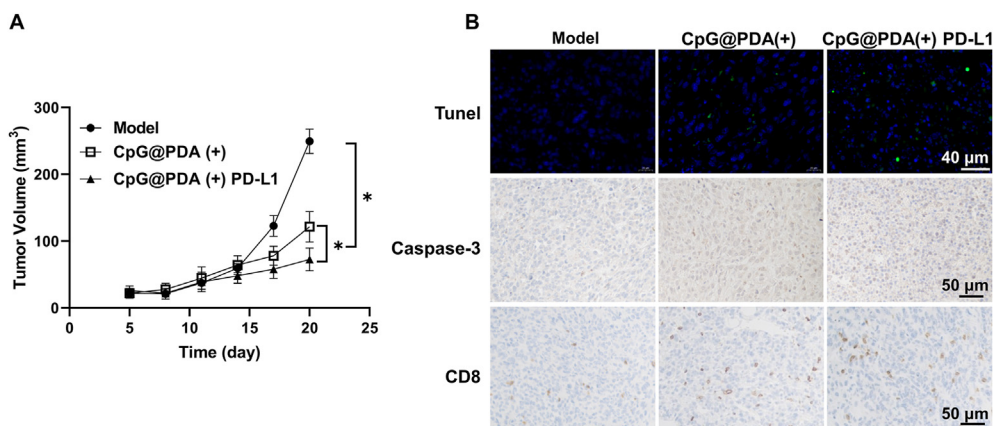 A
Tumor Volume (mm3)
300
200
100
0
Model
CpG@PDA (+)
CpG@PDA (+) PD-L1
*
*
0 5 10 15 20 25
Time (day)
B
Model CpG@PDA(+) CpG@PDA(+) PD-L1
Tunel
40 µm
Caspase-3
50 µm
CD8
50 µm